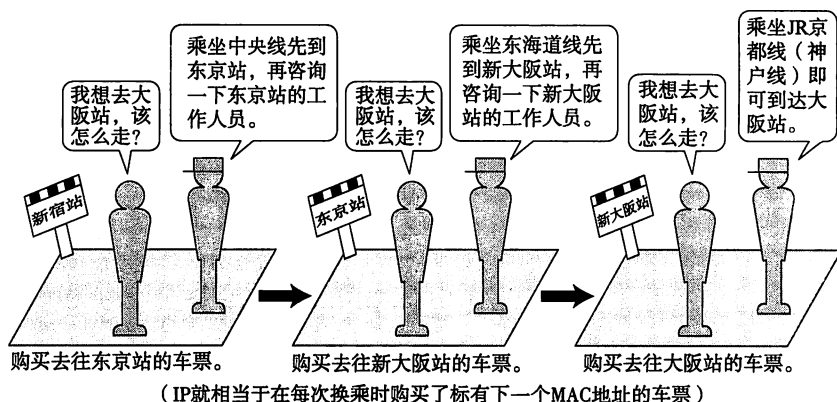 我想去大
阪站，该
怎么走？
乘坐中央线先到
东京站，再咨询
一下东京站的工
作人员。
新宿站
购买去往东京站的车票。
我想去大
阪站，该
怎么走？
乘坐东海道线先
到新大阪站，再
咨询一下新大阪
站的工作人员。
东京站
购买去往新大阪站的车票。
我想去大
阪站，该
怎么走？
乘坐JR京
都线（神
户线）即
可到达大
阪站。
新大阪站
购买去往大阪站的车票。
（IP就相当于在每次换乘时购买了标有下一个MAC地址的车票）